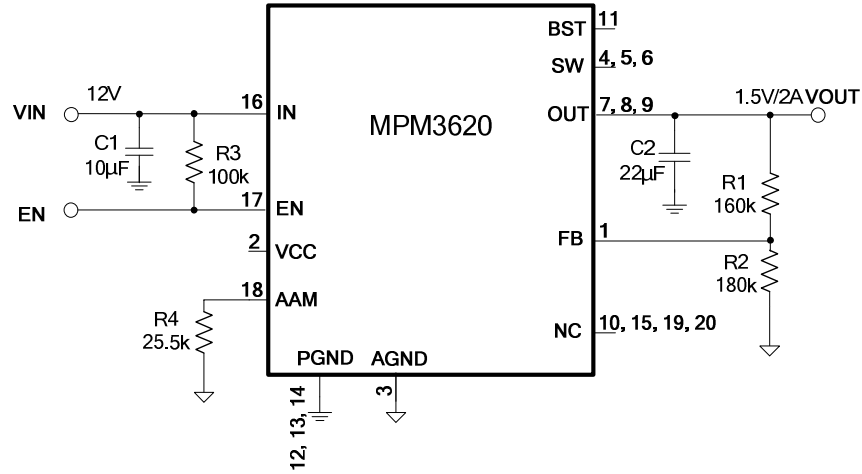 BST
11
SW
4, 5, 6
12V
VIN
16
IN
MPM3620
OUT
7, 8, 9
1.5V/2A VOUT
C1
10µF
R3
100k
C2
22µF
R1
160k
EN
17
EN
2
VCC
FB
1
R2
180k
18
AAM
R4
25.5k
NC
10, 15, 19, 20
PGND
AGND
12, 13, 14
3